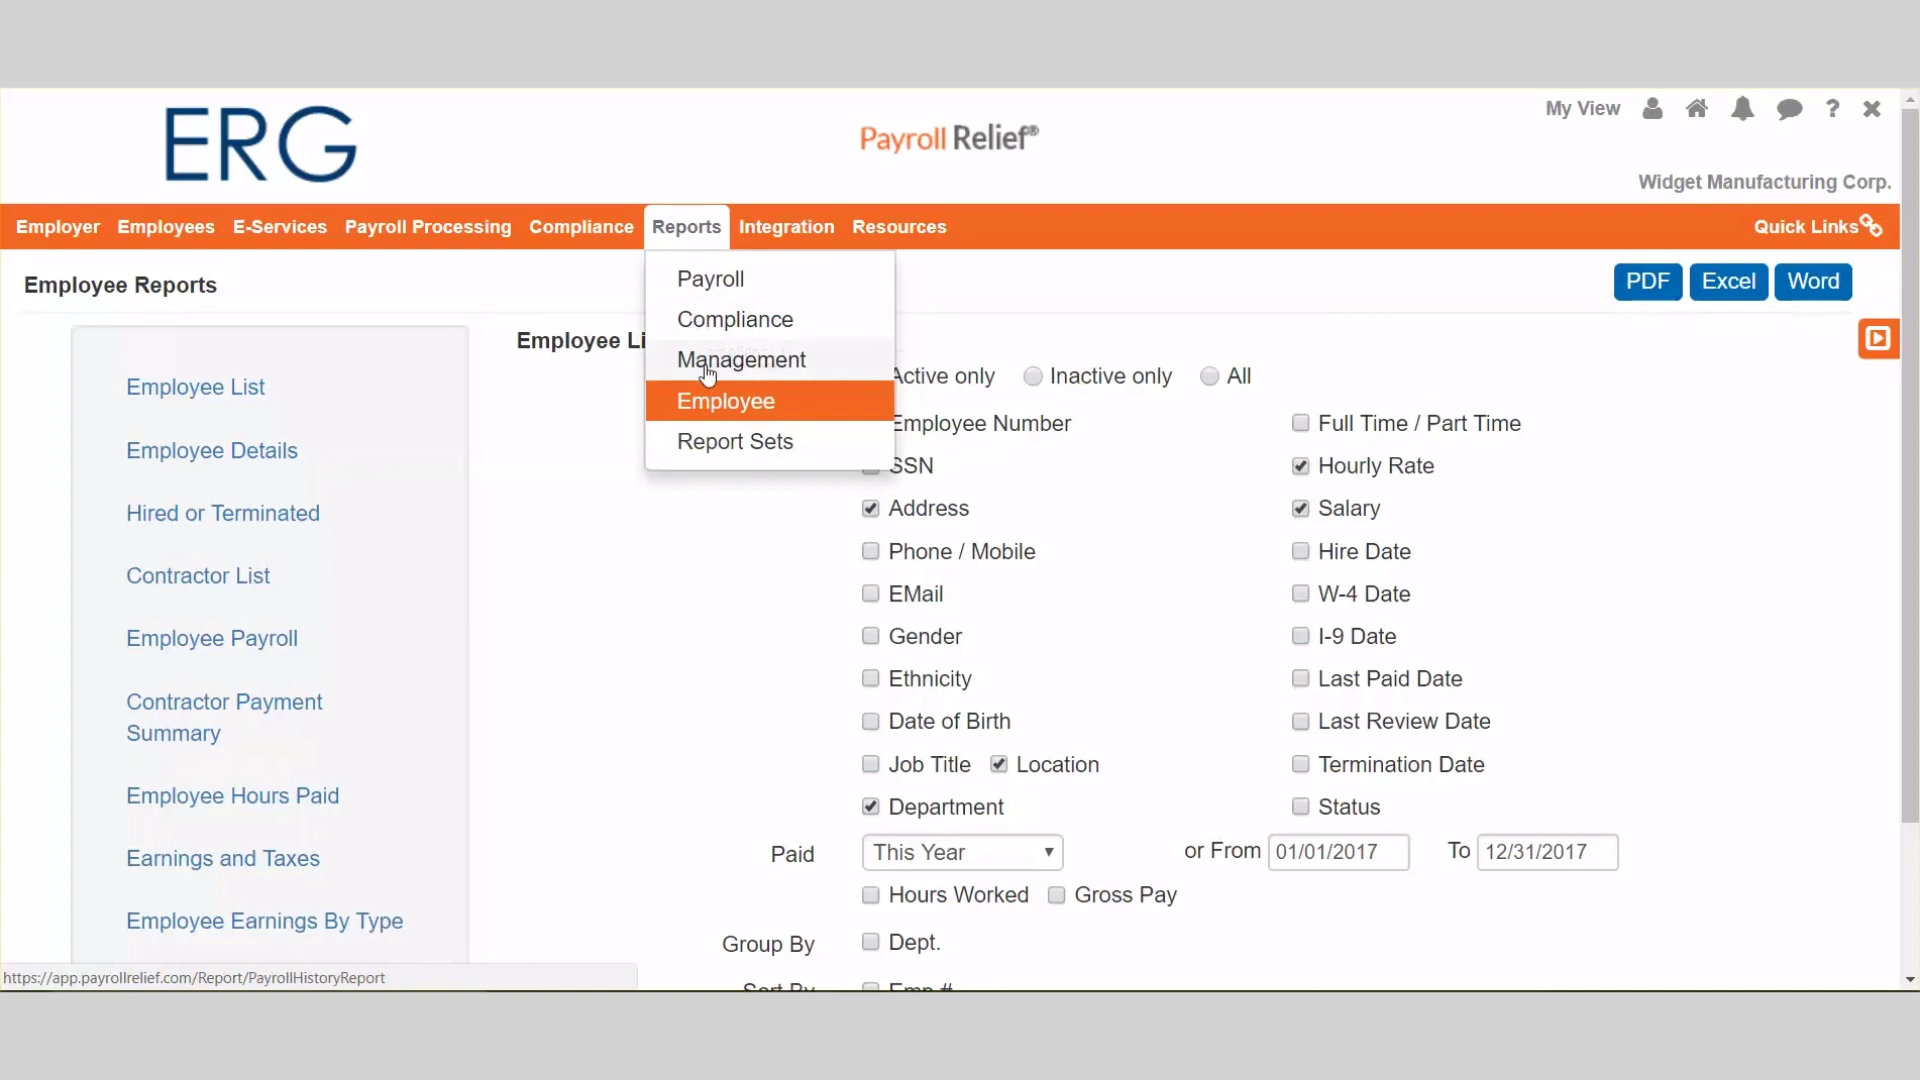 ERG
Payroll Relief®
My View ?
Widget Manufacturing Corp.
Employer Employees E-Services Payroll Processing Compliance Reports Integration Resources Quick Links
Employee Reports
PDF Excel Word
Payroll
Compliance
Management
Employee
Report Sets
Employee List
Employee Details
Hired or Terminated
Contractor List
Employee Payroll
Contractor Payment
Summary
Employee Hours Paid
Earnings and Taxes
Employee Earnings By Type
Employee Li
Active only Inactive only All
Employee Number Full Time / Part Time
SSN Hourly Rate
Address Salary
Phone / Mobile Hire Date
EMail W-4 Date
Gender I-9 Date
Ethnicity Last Paid Date
Date of Birth Last Review Date
Job Title Location Termination Date
Department Status
Paid This Year or From 01/01/2017 To 12/31/2017
Hours Worked Gross Pay
Group By Dept.
Sort By Emp #
https://app.payrollrelief.com/Report/PayrollHistoryReport